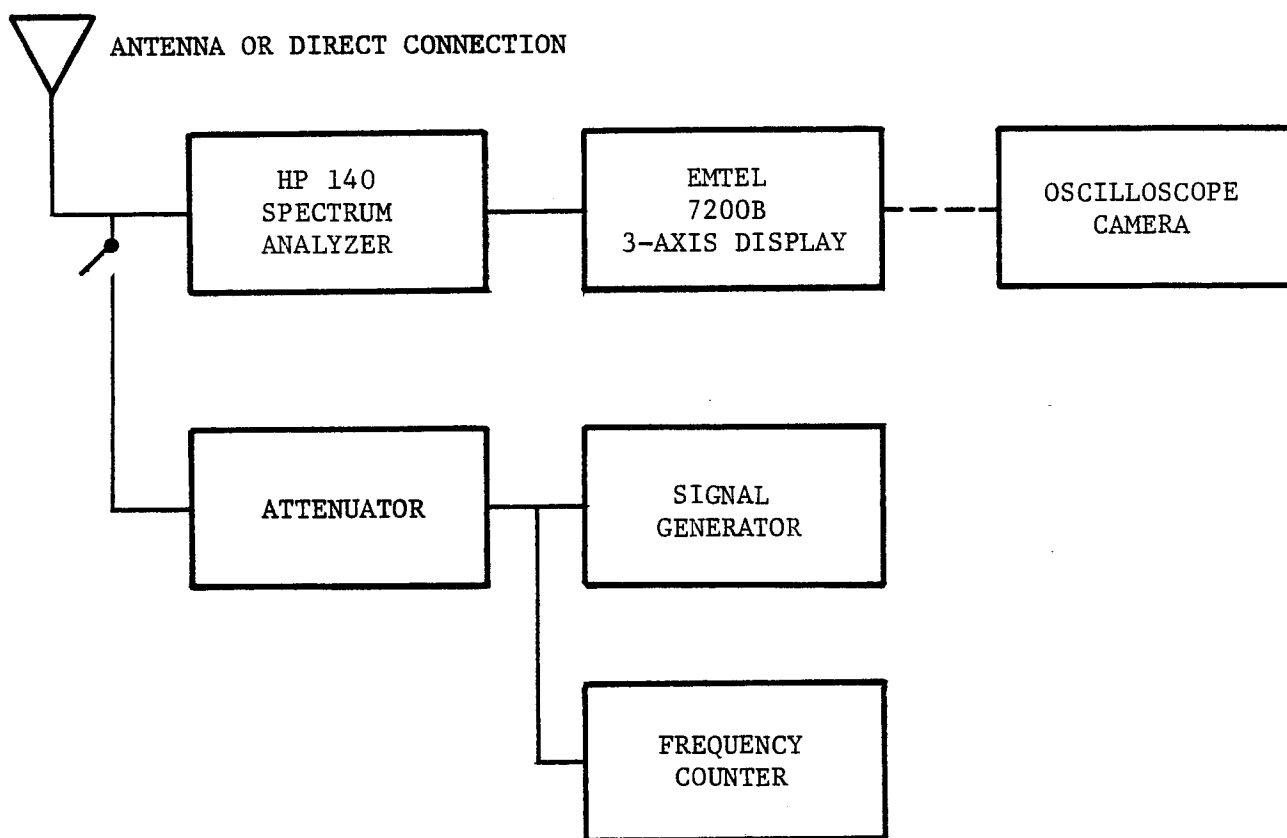 ANTENNA OR DIRECT CONNECTION
HP 140
SPECTRUM
ANALYZER
EMTEL
7200B
3-AXIS DISPLAY
OSCILLOSCOPE
CAMERA
ATTENUATOR
SIGNAL
GENERATOR
FREQUENCY
COUNTER